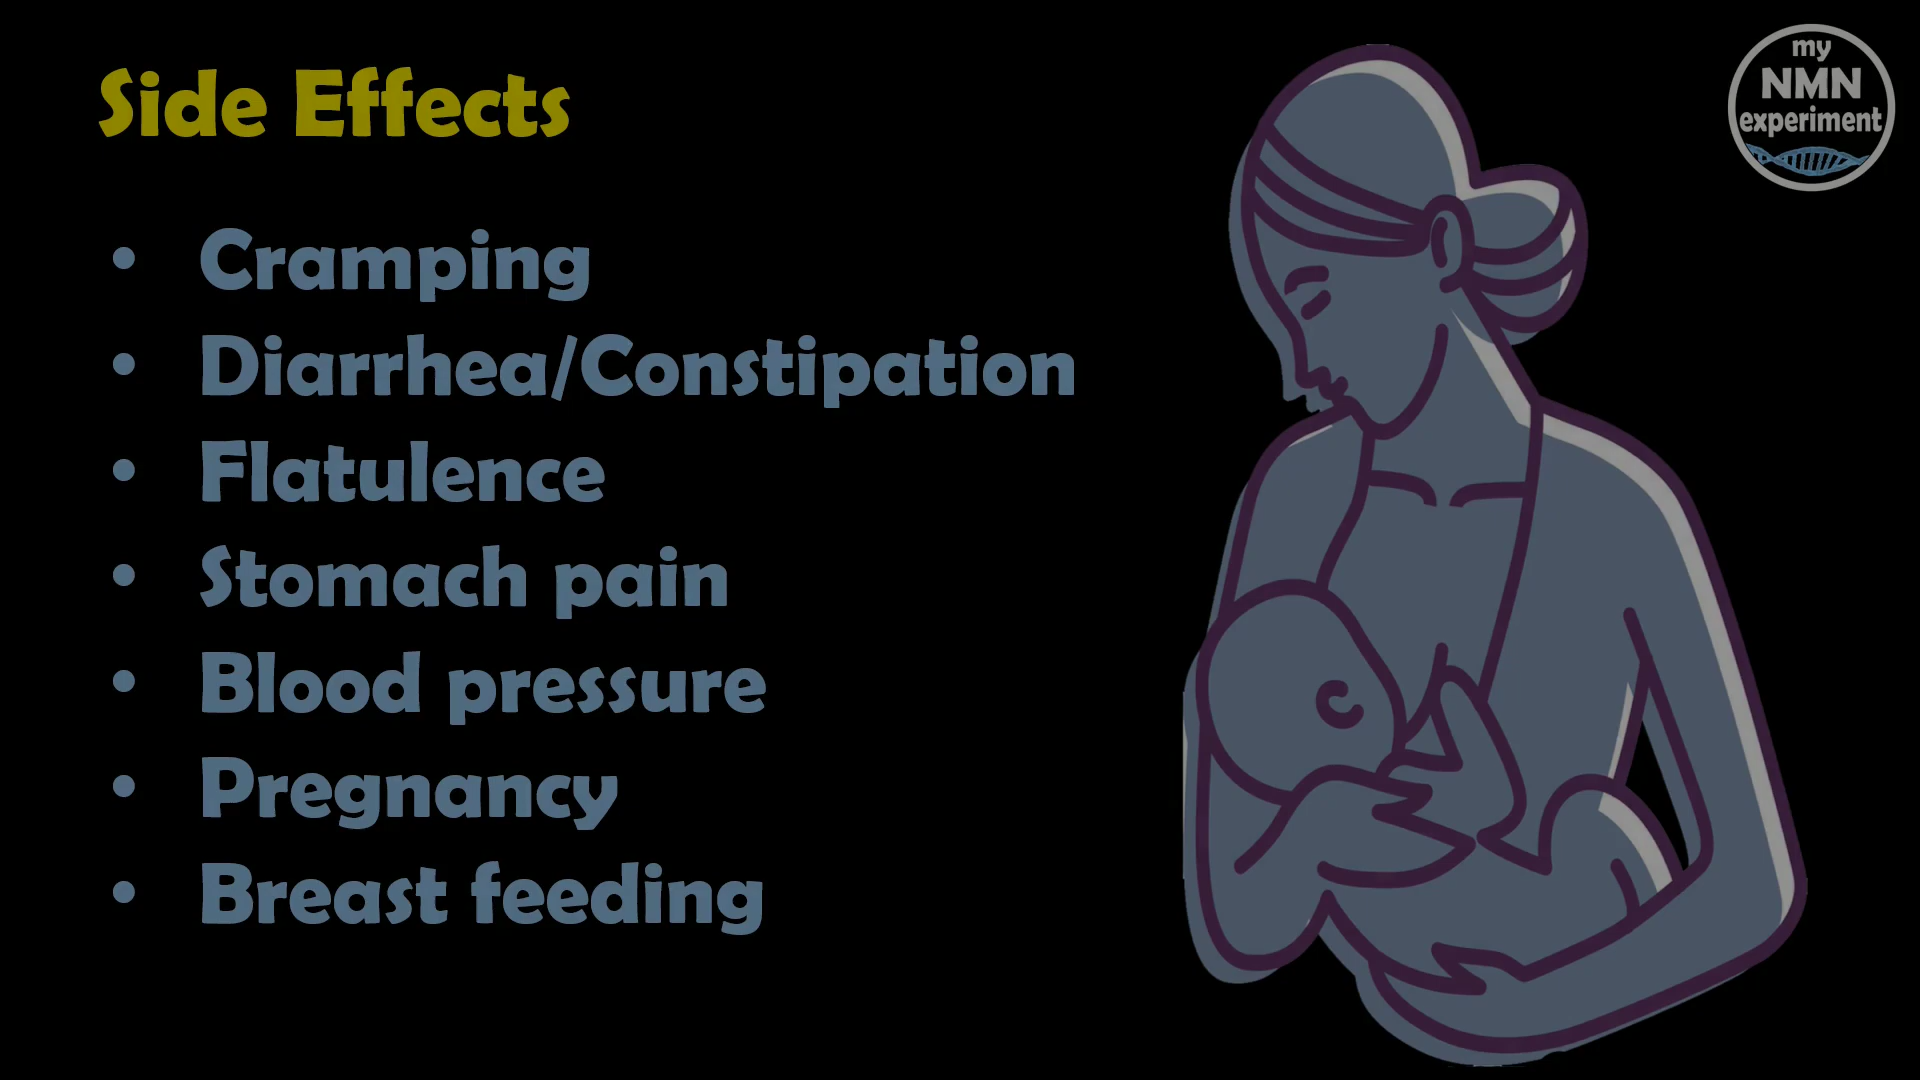 Side Effects
my
NMN
experiment
• Cramping
• Diarrhea/Constipation
• Flatulence
• Stomach pain
• Blood pressure
• Pregnancy
• Breast feeding